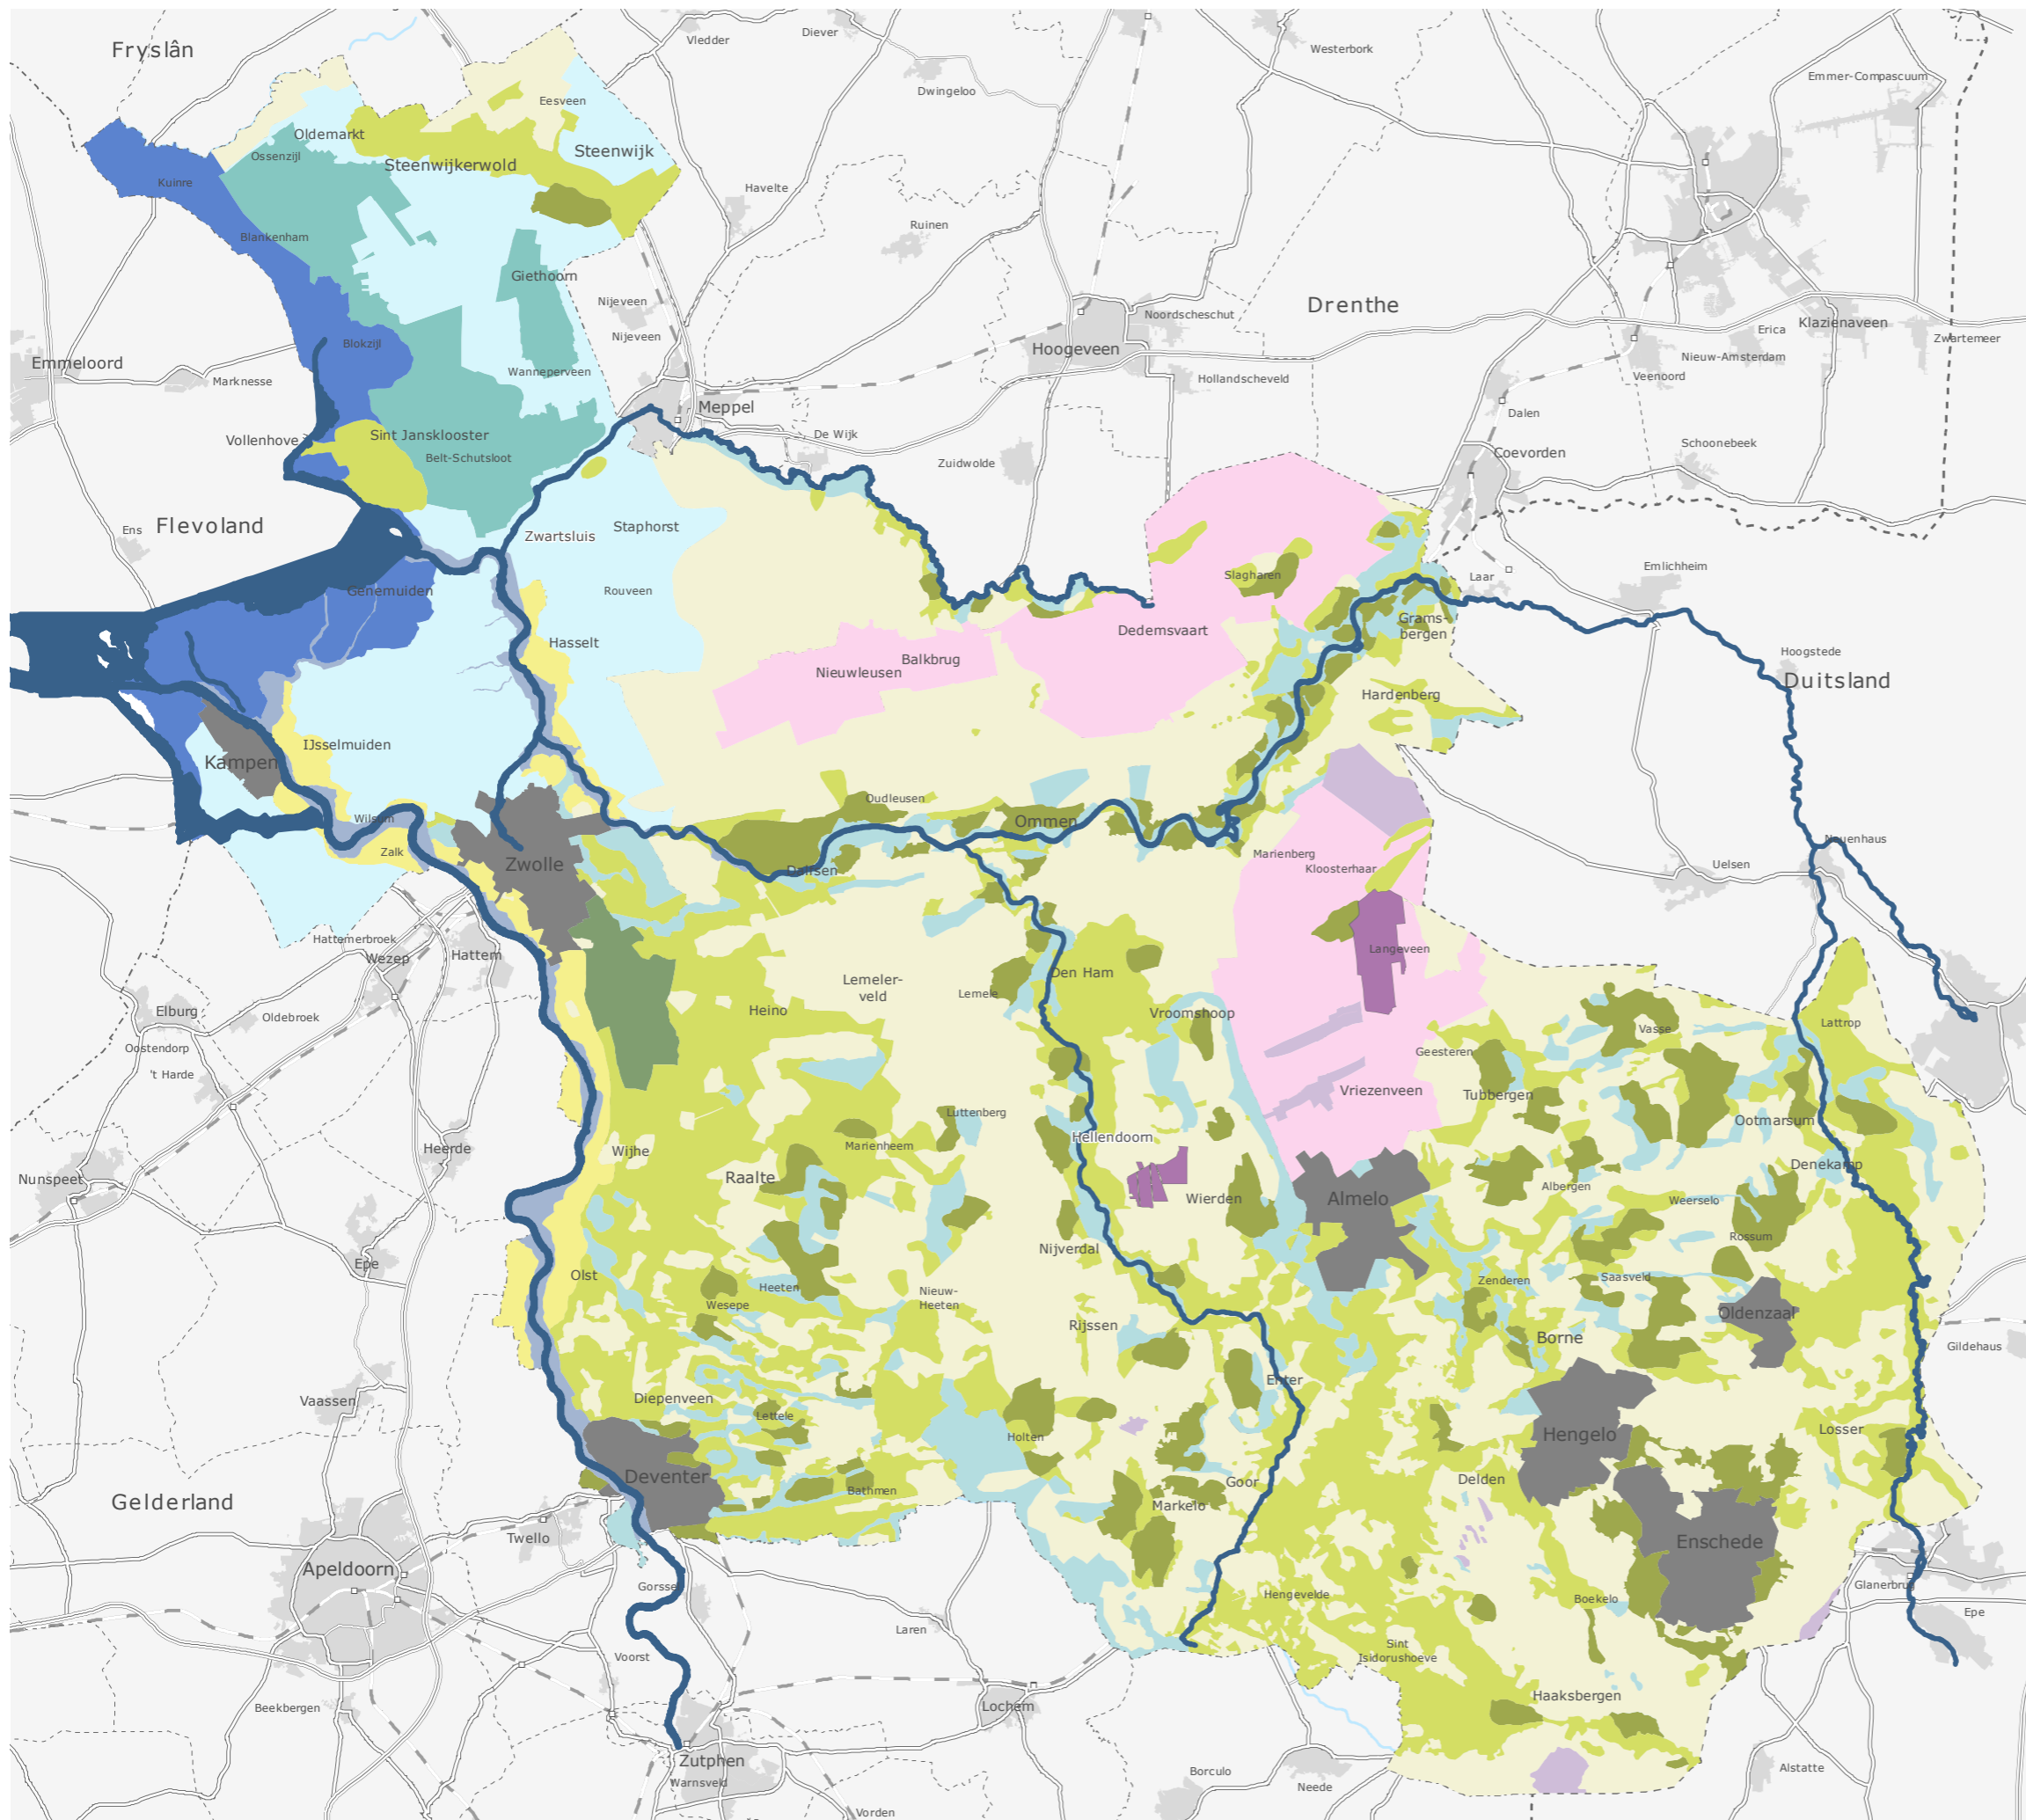 Fryslân
Vledder
Diever
Westerbork
Emmer-Compascuum
Dwingeloo
Eesveen
Oldemarkt
Ossenzijl
Steenwijkerwold
Steenwijk
Kuinre
Havelte
Ruinen
Blankenham
Giethoorn
Nijeveen
Nijeveen
Noordscheschut
Drenthe
Klazienaveen
Erica
Zwartemeer
Nieuw-Amsterdam
Veenoord
Emmeloord
Marknesse
Blokzijl
Wanneperveen
Hoogeveen
Hollandscheveld
Meppel
De Wijk
Dalen
Schoonebeek
Coevorden
Vollenhove
Sint Jansklooster
Belt-Schutsloot
Zuidwolde
Ens
Flevoland
Zwartsluis
Staphorst
Rouveen
Genemuiden
Slagharen
Laar
Emlichheim
Grams-
bergen
Hasselt
Dedemsvaart
Balkbrug
Nieuwleusen
Hardenberg
Hoogstede
Duitsland
IJsselmuiden
Kampen
Oudleusen
Ommen
Wilsum
Zalk
Zwolle
Dalfsen
Marienberg
Kloosterhaar
Uelsen
Neuenhaus
Hattemerbroek
Wezep
Hattem
Langeveen
Lemeler-
veld
Lemele
Den Ham
Elburg
Oldebroek
Heino
Vroomshoop
Vasse
Lattrop
Oostendorp
't Harde
Geesteren
Vriezenveen
Tubbergen
Ootmarsum
Luttenberg
Marienheem
Hellendoorn
Heerde
Wijhe
Raalte
Nunspeet
Denekamp
Almelo
Wierden
Albergen
Weerselo
Rossum
Nijverdal
Epe
Olst
Heeten
Wesepe
Nieuw-
Heeten
Zenderen
Saasveld
Oldenzaal
Rijssen
Borne
Gildehaus
Enter
Vaassen
Diepenveen
Lettele
Holten
Hengelo
Losser
Deventer
Delden
Goor
Bathmen
Markelo
Gelderland
Twello
Enschede
Apeldoorn
Gorssel
Hengevelde
Boekelo
Glanerbrug
Epe
Laren
Voorst
Sint
Isidorushoeve
Beekbergen
Lochem
Haaksbergen
Zutphen
Warnsveld
Borculo
Neede
Alstatte
Vorden